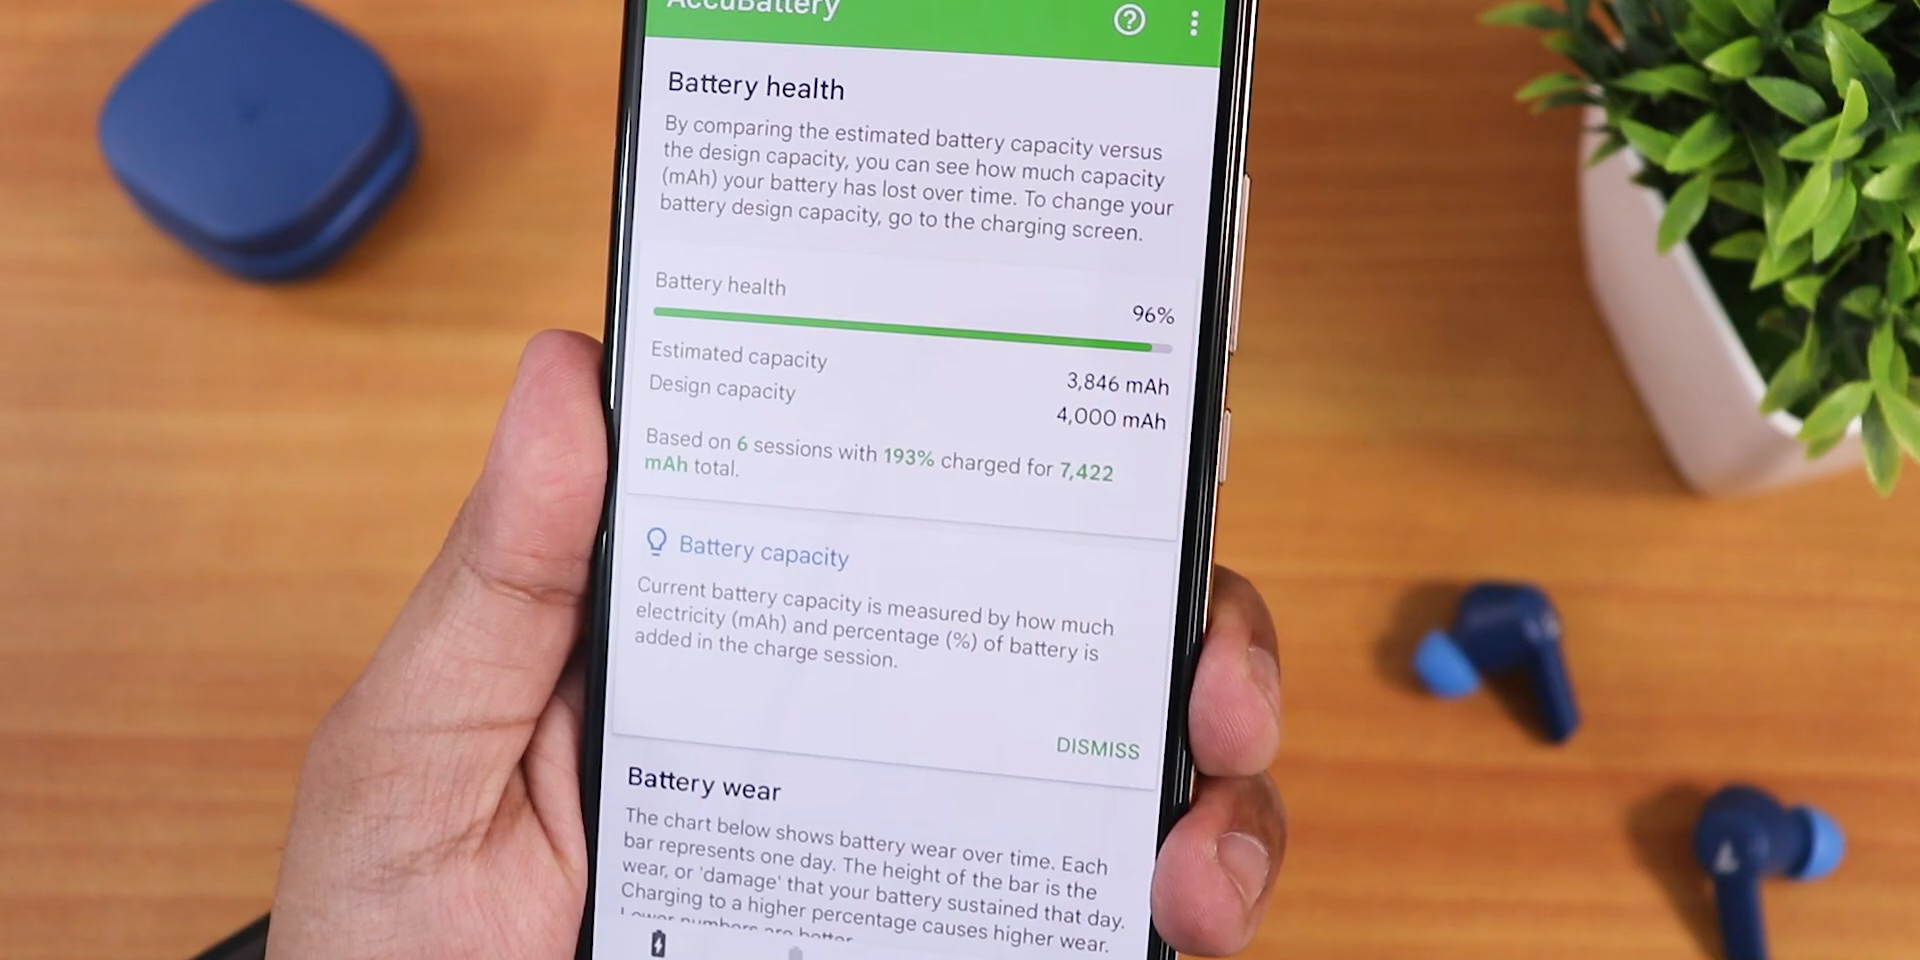 AccuBattery
Battery health
By comparing the estimated battery capacity versus
the design capacity, you can see how much capacity
(mAh) your battery has lost over time. To change your
battery design capacity, go to the charging screen.
Battery health
96%
Estimated capacity
3,846 mAh
Design capacity
4,000 mAh
Based on 6 sessions with 193% charged for 7,422
mAh total.
Battery capacity
Current battery capacity is measured by how much
electricity (mAh) and percentage (%) of battery is
added in the charge session.
DISMISS
Battery wear
The chart below shows battery wear over time. Each
bar represents one day. The height of the bar is the
wear, or 'damage' that your battery sustained that day.
Charging to a higher percentage causes higher wear.
Lower numbers are better